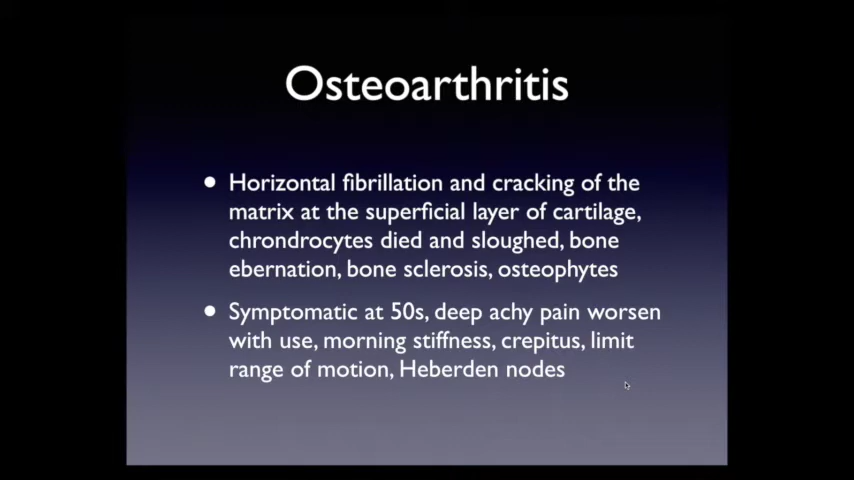 Osteoarthritis
• Horizontal fibrillation and cracking of the
matrix at the superficial layer of cartilage,
chrondrocytes died and sloughed, bone
ebernation, bone sclerosis, osteophytes
• Symptomatic at 50s, deep achy pain worsen
with use, morning stiffness, crepitus, limit
range of motion, Heberden nodes